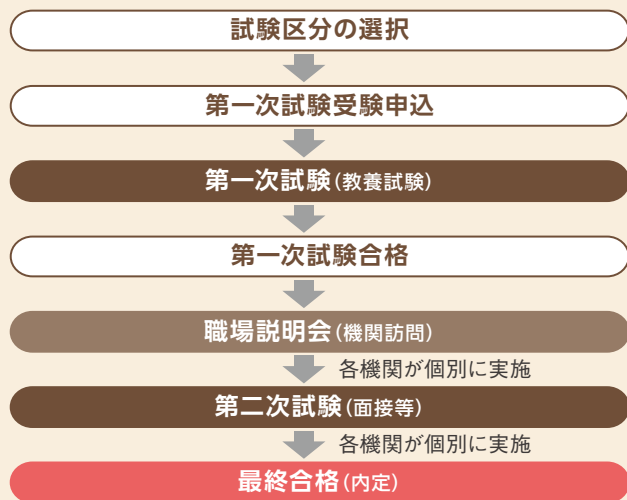 試験区分の選択
第一次試験受験申込
第一次試験(教養試験)
第一次試験合格
職場説明会(機関訪問)
各機関が個別に実施
第二次試験(面接等)
各機関が個別に実施
最終合格(内定)